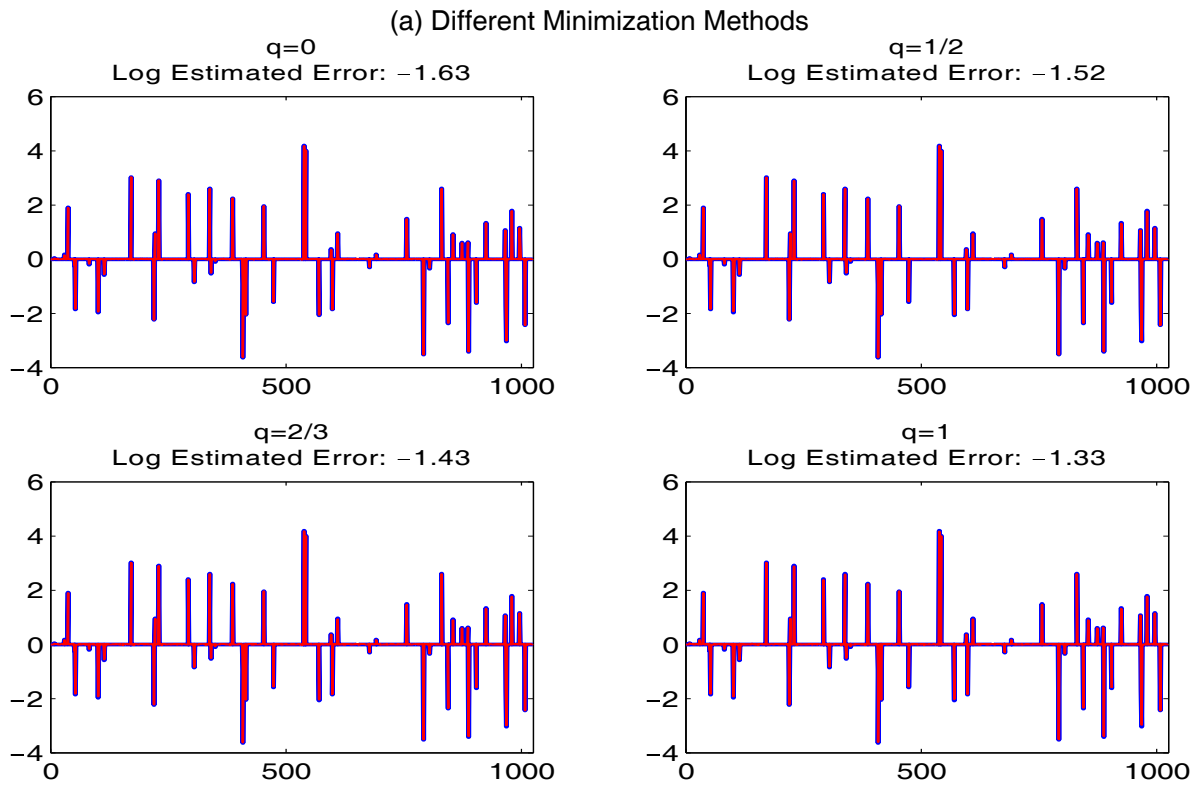 (a) Different Minimization Methods
q=0
Log Estimated Error: −1.63
6
4
2
0
−2
−4
0 500 1000
q=1/2
Log Estimated Error: −1.52
6
4
2
0
−2
−4
0 500 1000
q=2/3
Log Estimated Error: −1.43
6
4
2
0
−2
−4
0 500 1000
q=1
Log Estimated Error: −1.33
6
4
2
0
−2
−4
0 500 1000